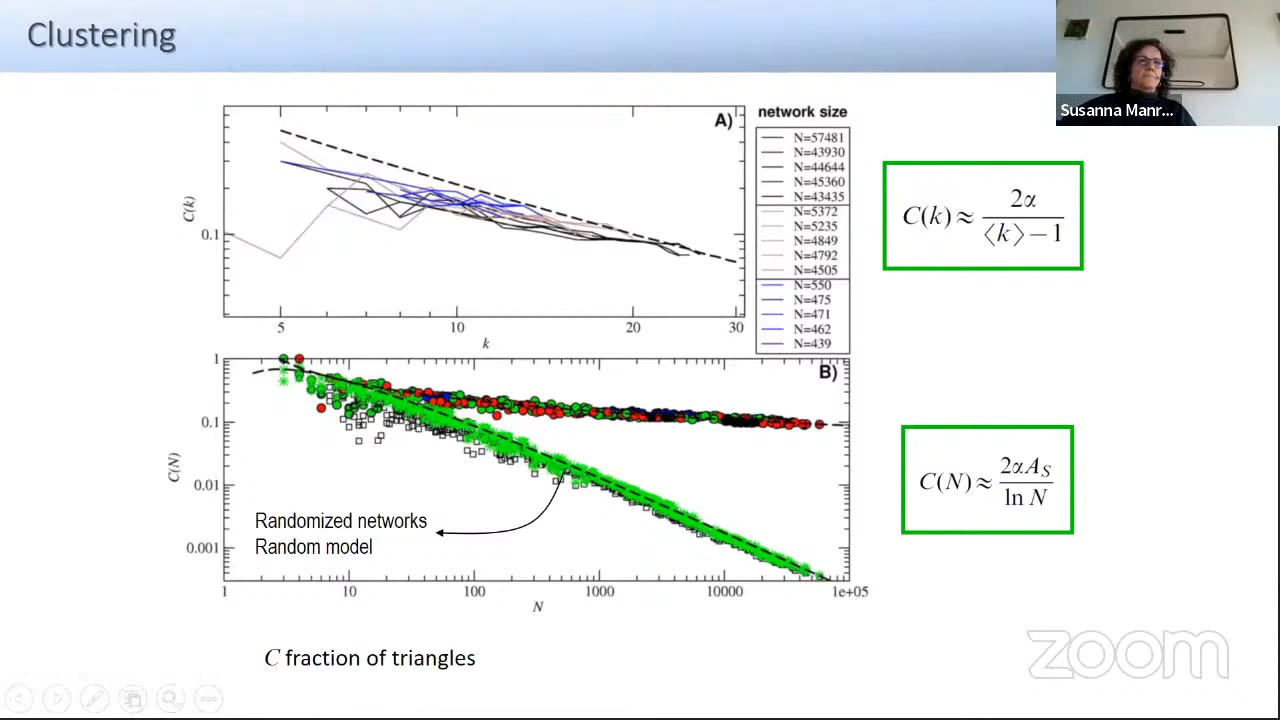 Clustering
Susanna Manr...
A)
network size
N=57481
N=43930
N=44644
N=45360
N=43435
N=5372
N=5235
N=4849
N=4792
N=4505
N=550
N=475
N=471
N=462
N=439
C(k)
0.1
5
10
20
30
k
C(k) ≈ 2α / (⟨k⟩ − 1)
B)
1
0.1
0.01
0.001
C(N)
Randomized networks
Random model
1
10
100
1000
10000
1e+05
N
C(N) ≈ 2αA_S / ln N
C fraction of triangles
zoom